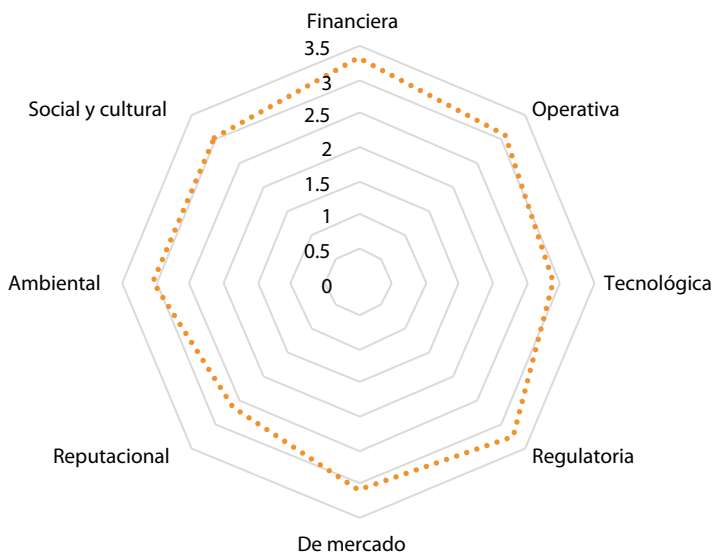 Financiera
3.5
3
2.5
2
1.5
1
0.5
0
Operativa
Tecnológica
Regulatoria
De mercado
Reputacional
Ambiental
Social y cultural